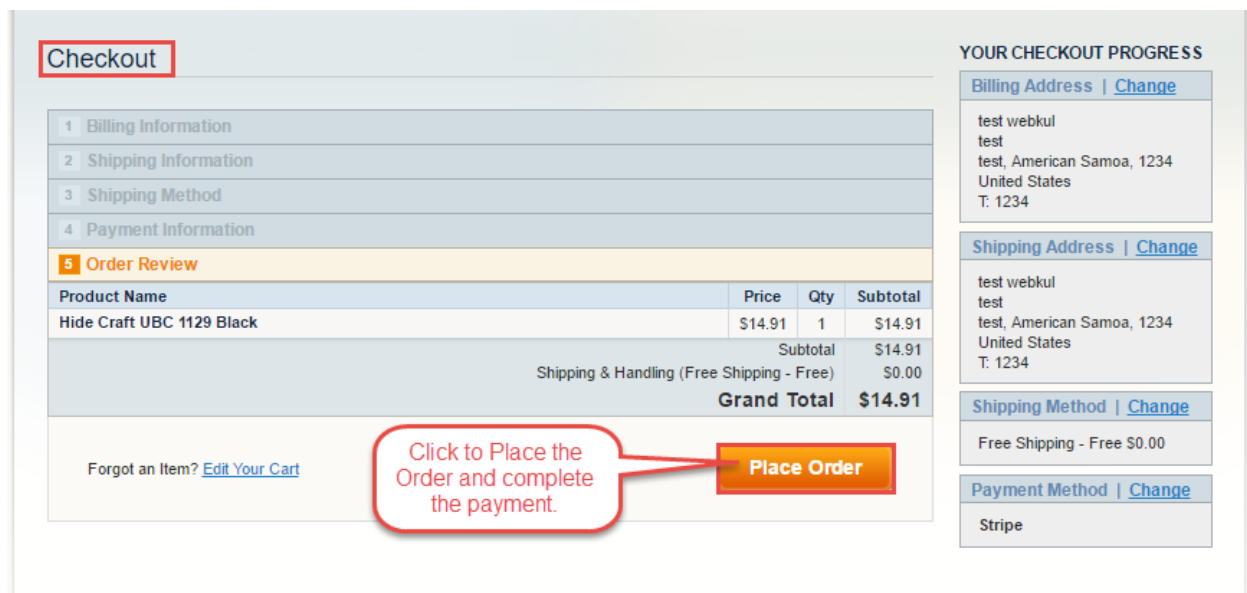 Checkout
1 Billing Information
2 Shipping Information
3 Shipping Method
4 Payment Information
5 Order Review
Product Name Price Qty Subtotal
Hide Craft UBC 1129 Black $14.91 1 $14.91
Subtotal $14.91
Shipping & Handling (Free Shipping - Free) $0.00
Grand Total $14.91
Forgot an Item? Edit Your Cart
Click to Place the
Order and complete
the payment.
Place Order
YOUR CHECKOUT PROGRESS
Billing Address | Change
test webkul
test
test, American Samoa, 1234
United States
T: 1234
Shipping Address | Change
test webkul
test
test, American Samoa, 1234
United States
T: 1234
Shipping Method | Change
Free Shipping - Free $0.00
Payment Method | Change
Stripe